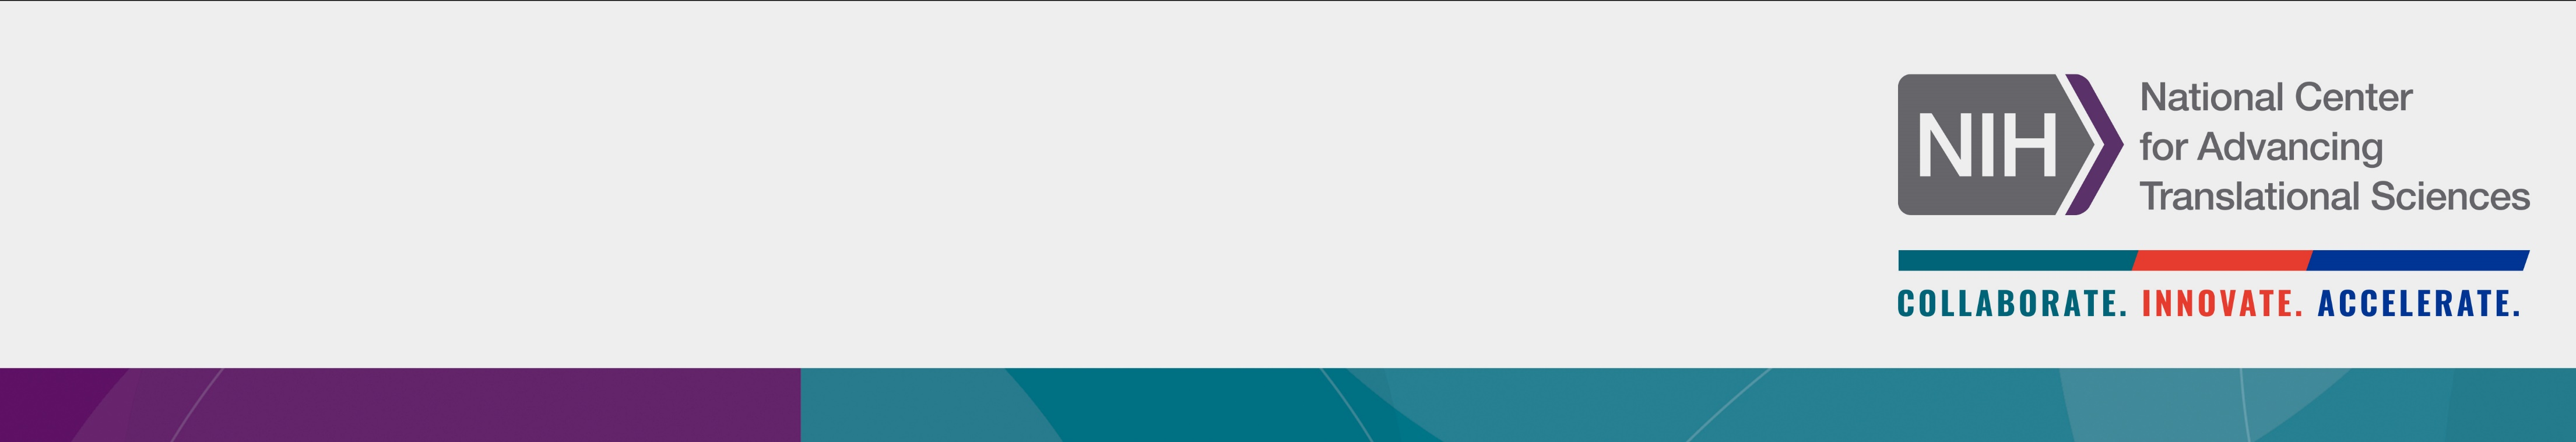 NIH
National Center
for Advancing
Translational Sciences
COLLABORATE. INNOVATE. ACCELERATE.